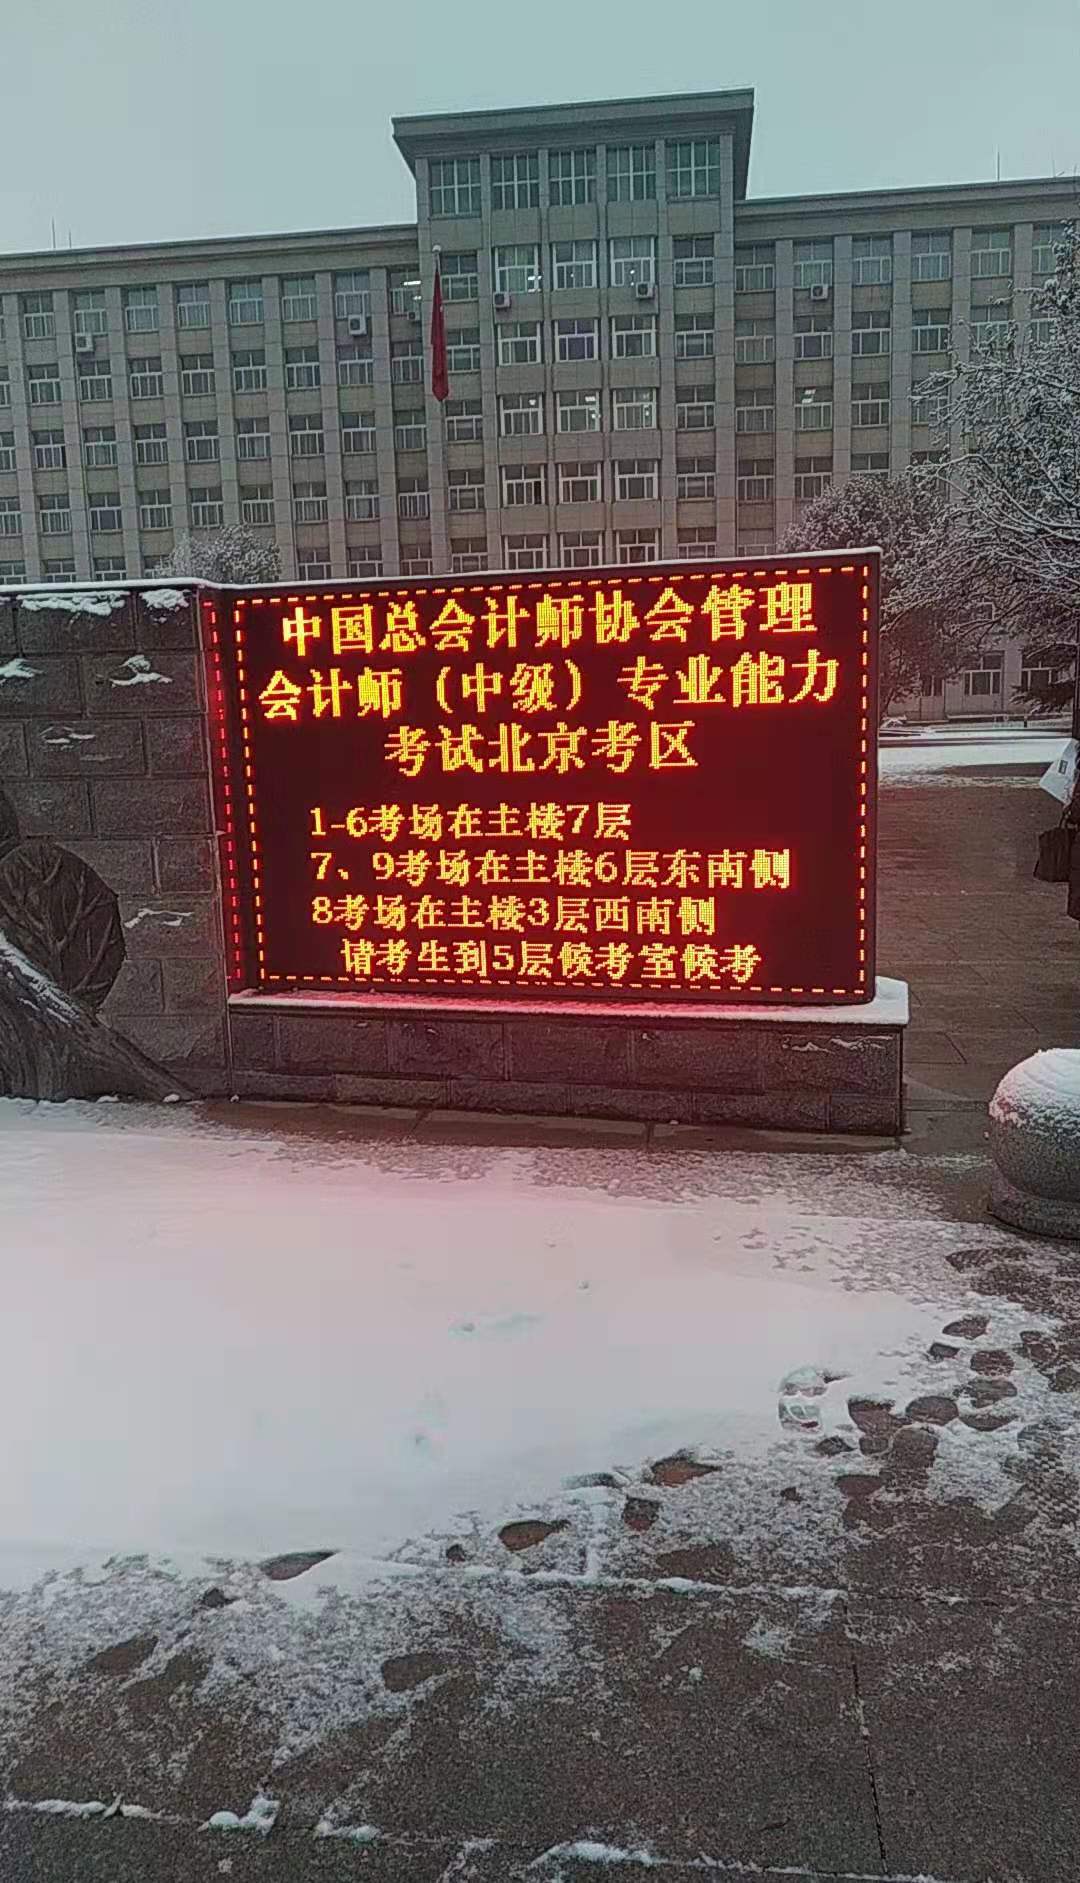 中国总会计师协会管理
会计师（中级）专业能力
考试北京考区
1-6考场在主楼7层
7、9考场在主楼6层东南侧
8考场在主楼3层西南侧
请考生到5层候考室候考